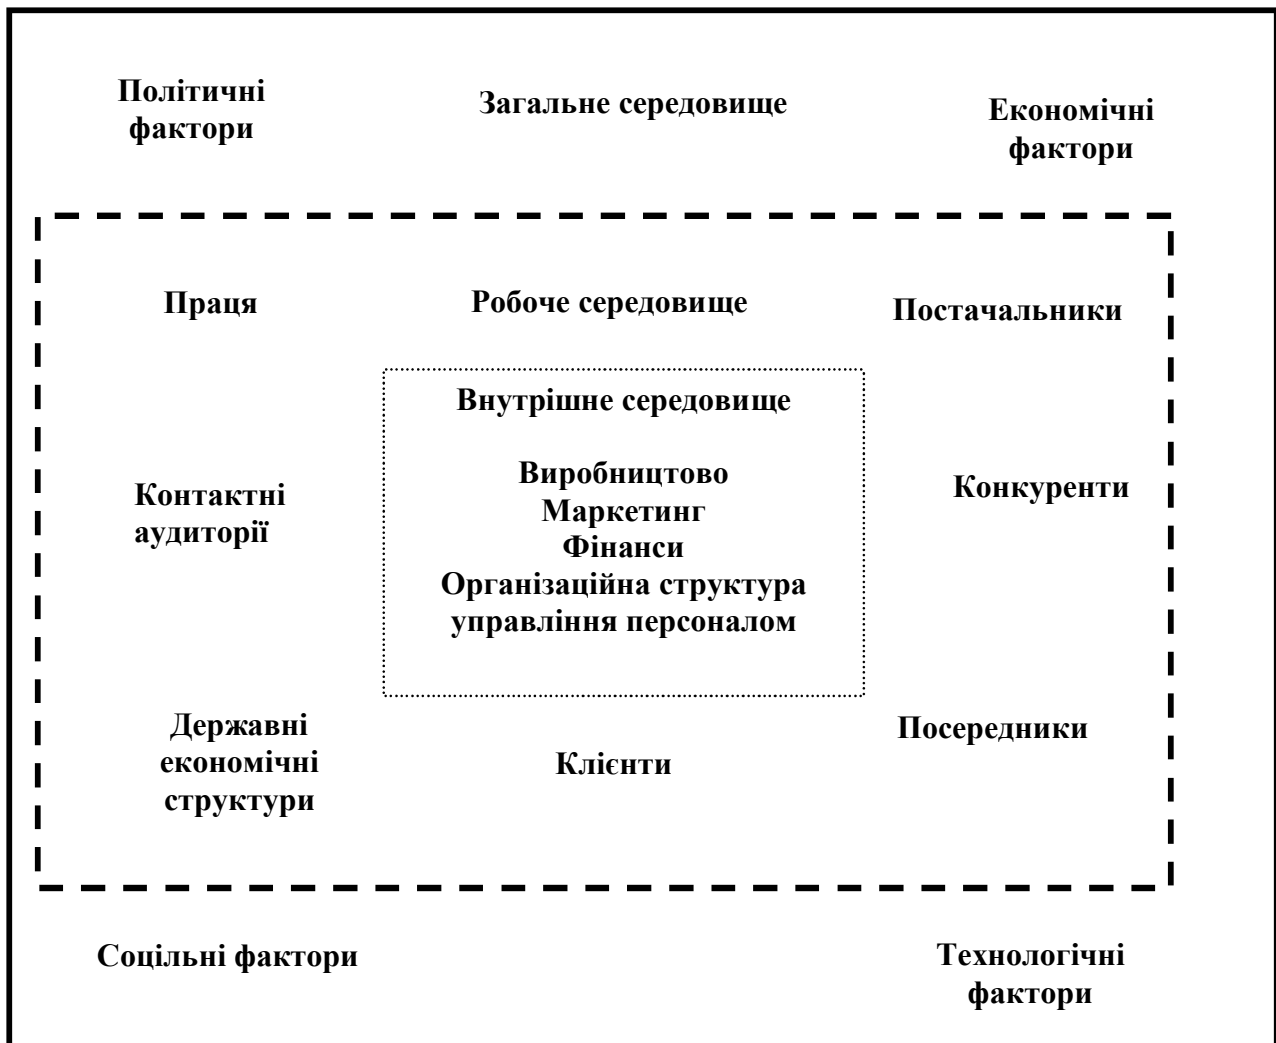 Політичні
фактори
Загальне середовище
Економічні
фактори
Праця
Робоче середовище
Постачальники
Внутрішне середовище
Виробництово
Маркетинг
Фінанси
Організаційна структура
управління персоналом
Контактні
аудиторії
Конкуренти
Державні
економічні
структури
Клієнти
Посередники
Соцільні фактори
Технологічні
фактори